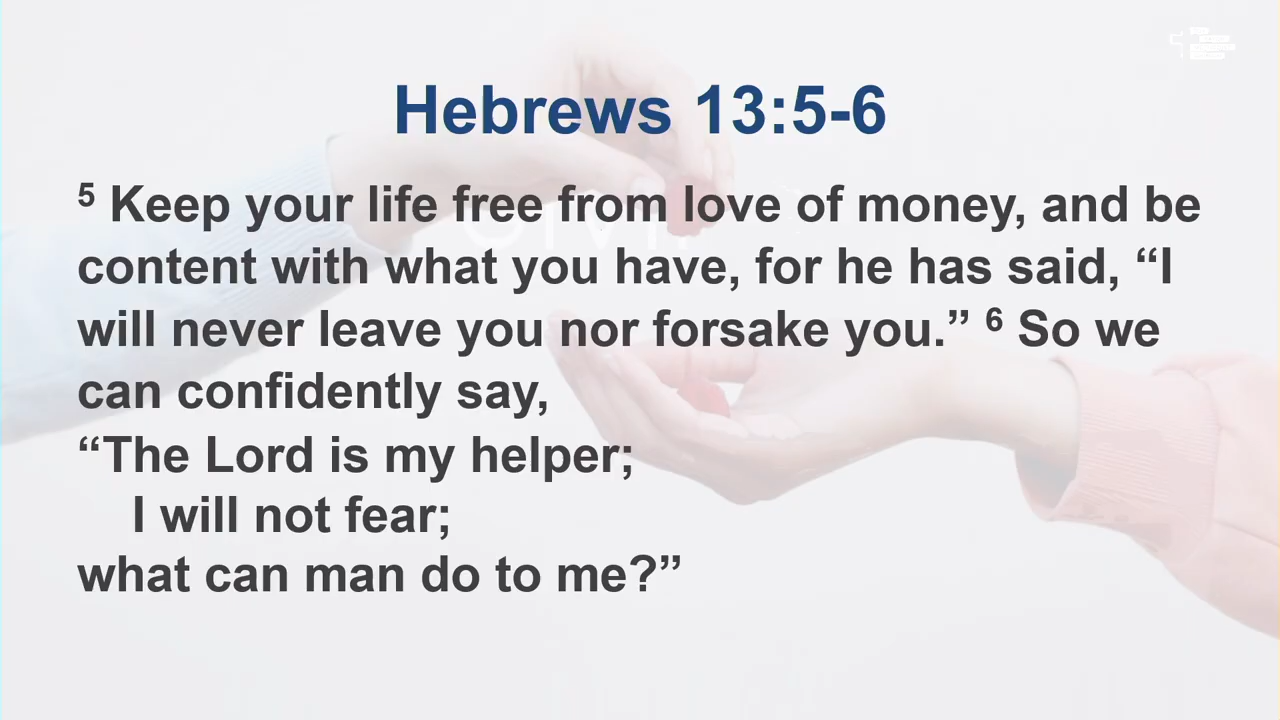 Hebrews 13:5-6
5 Keep your life free from love of money, and be
content with what you have, for he has said, “I
will never leave you nor forsake you.” 6 So we
can confidently say,
“The Lord is my helper;
I will not fear;
what can man do to me?”